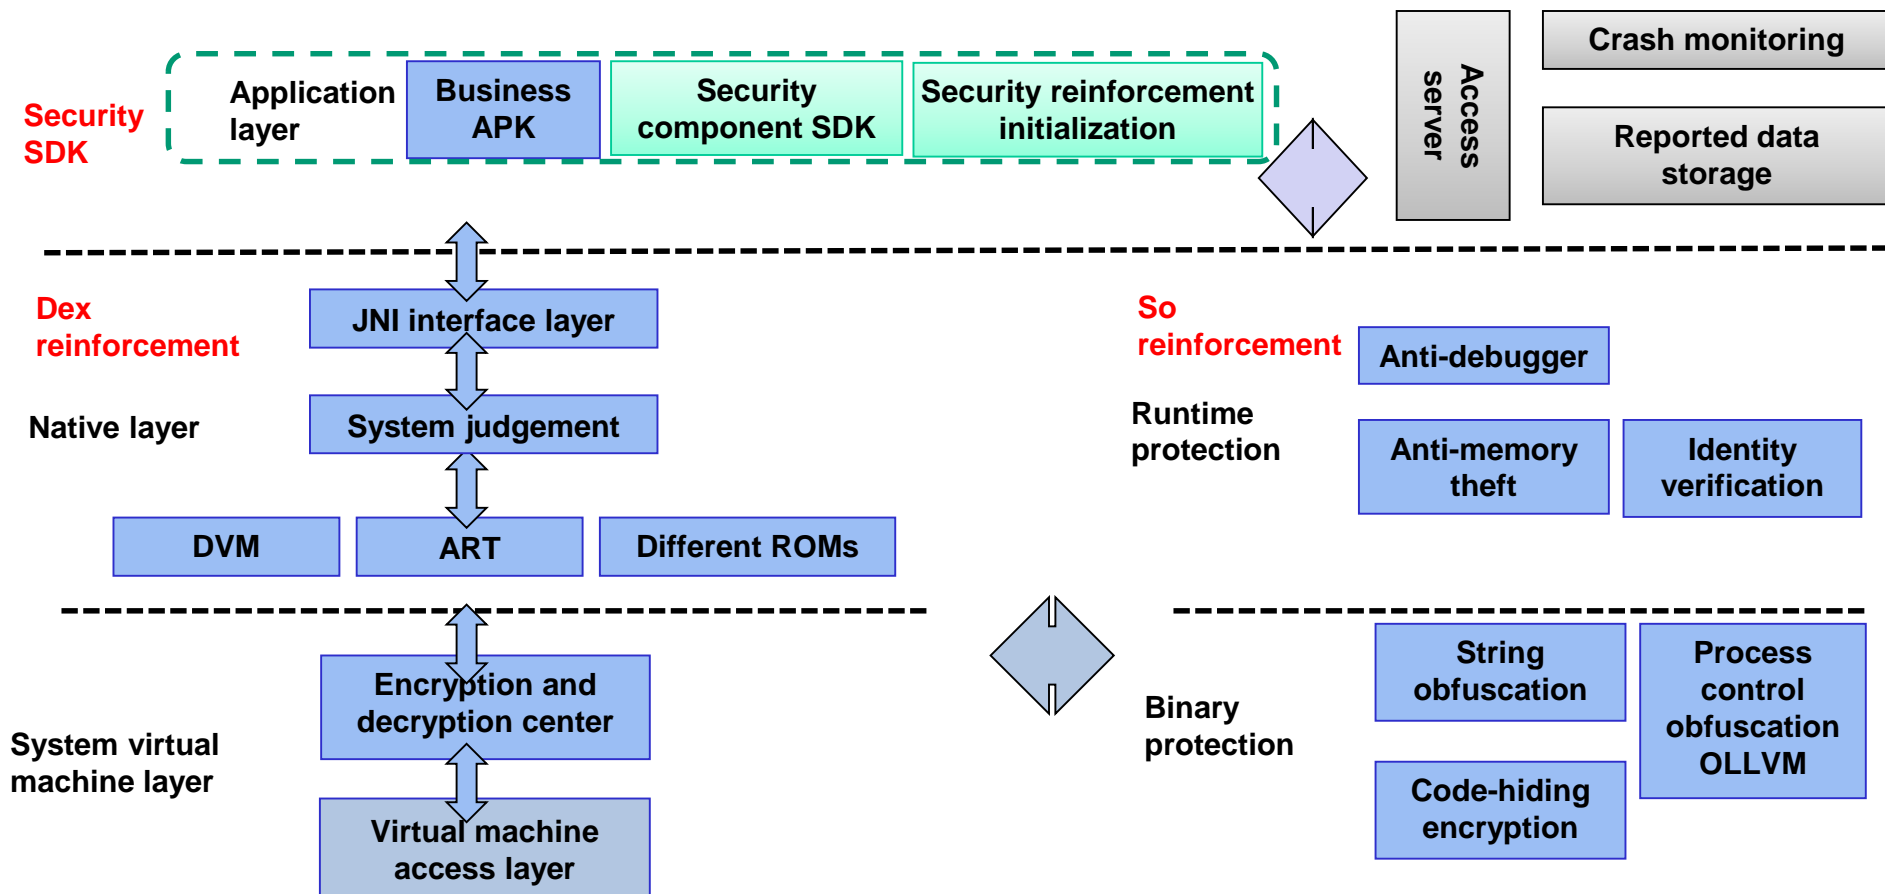 Security
SDK
Application
layer
Business
APK
Security
component SDK
Security reinforcement
initialization
Access
server
Crash monitoring
Reported data
storage
Dex
reinforcement
JNI interface layer
Native layer
System judgement
DVM
ART
Different ROMs
So
reinforcement
Anti-debugger
Runtime
protection
Anti-memory
theft
Identity
verification
System virtual
machine layer
Encryption and
decryption center
Virtual machine
access layer
Binary
protection
String
obfuscation
Process
control
obfuscation
OLLVM
Code-hiding
encryption